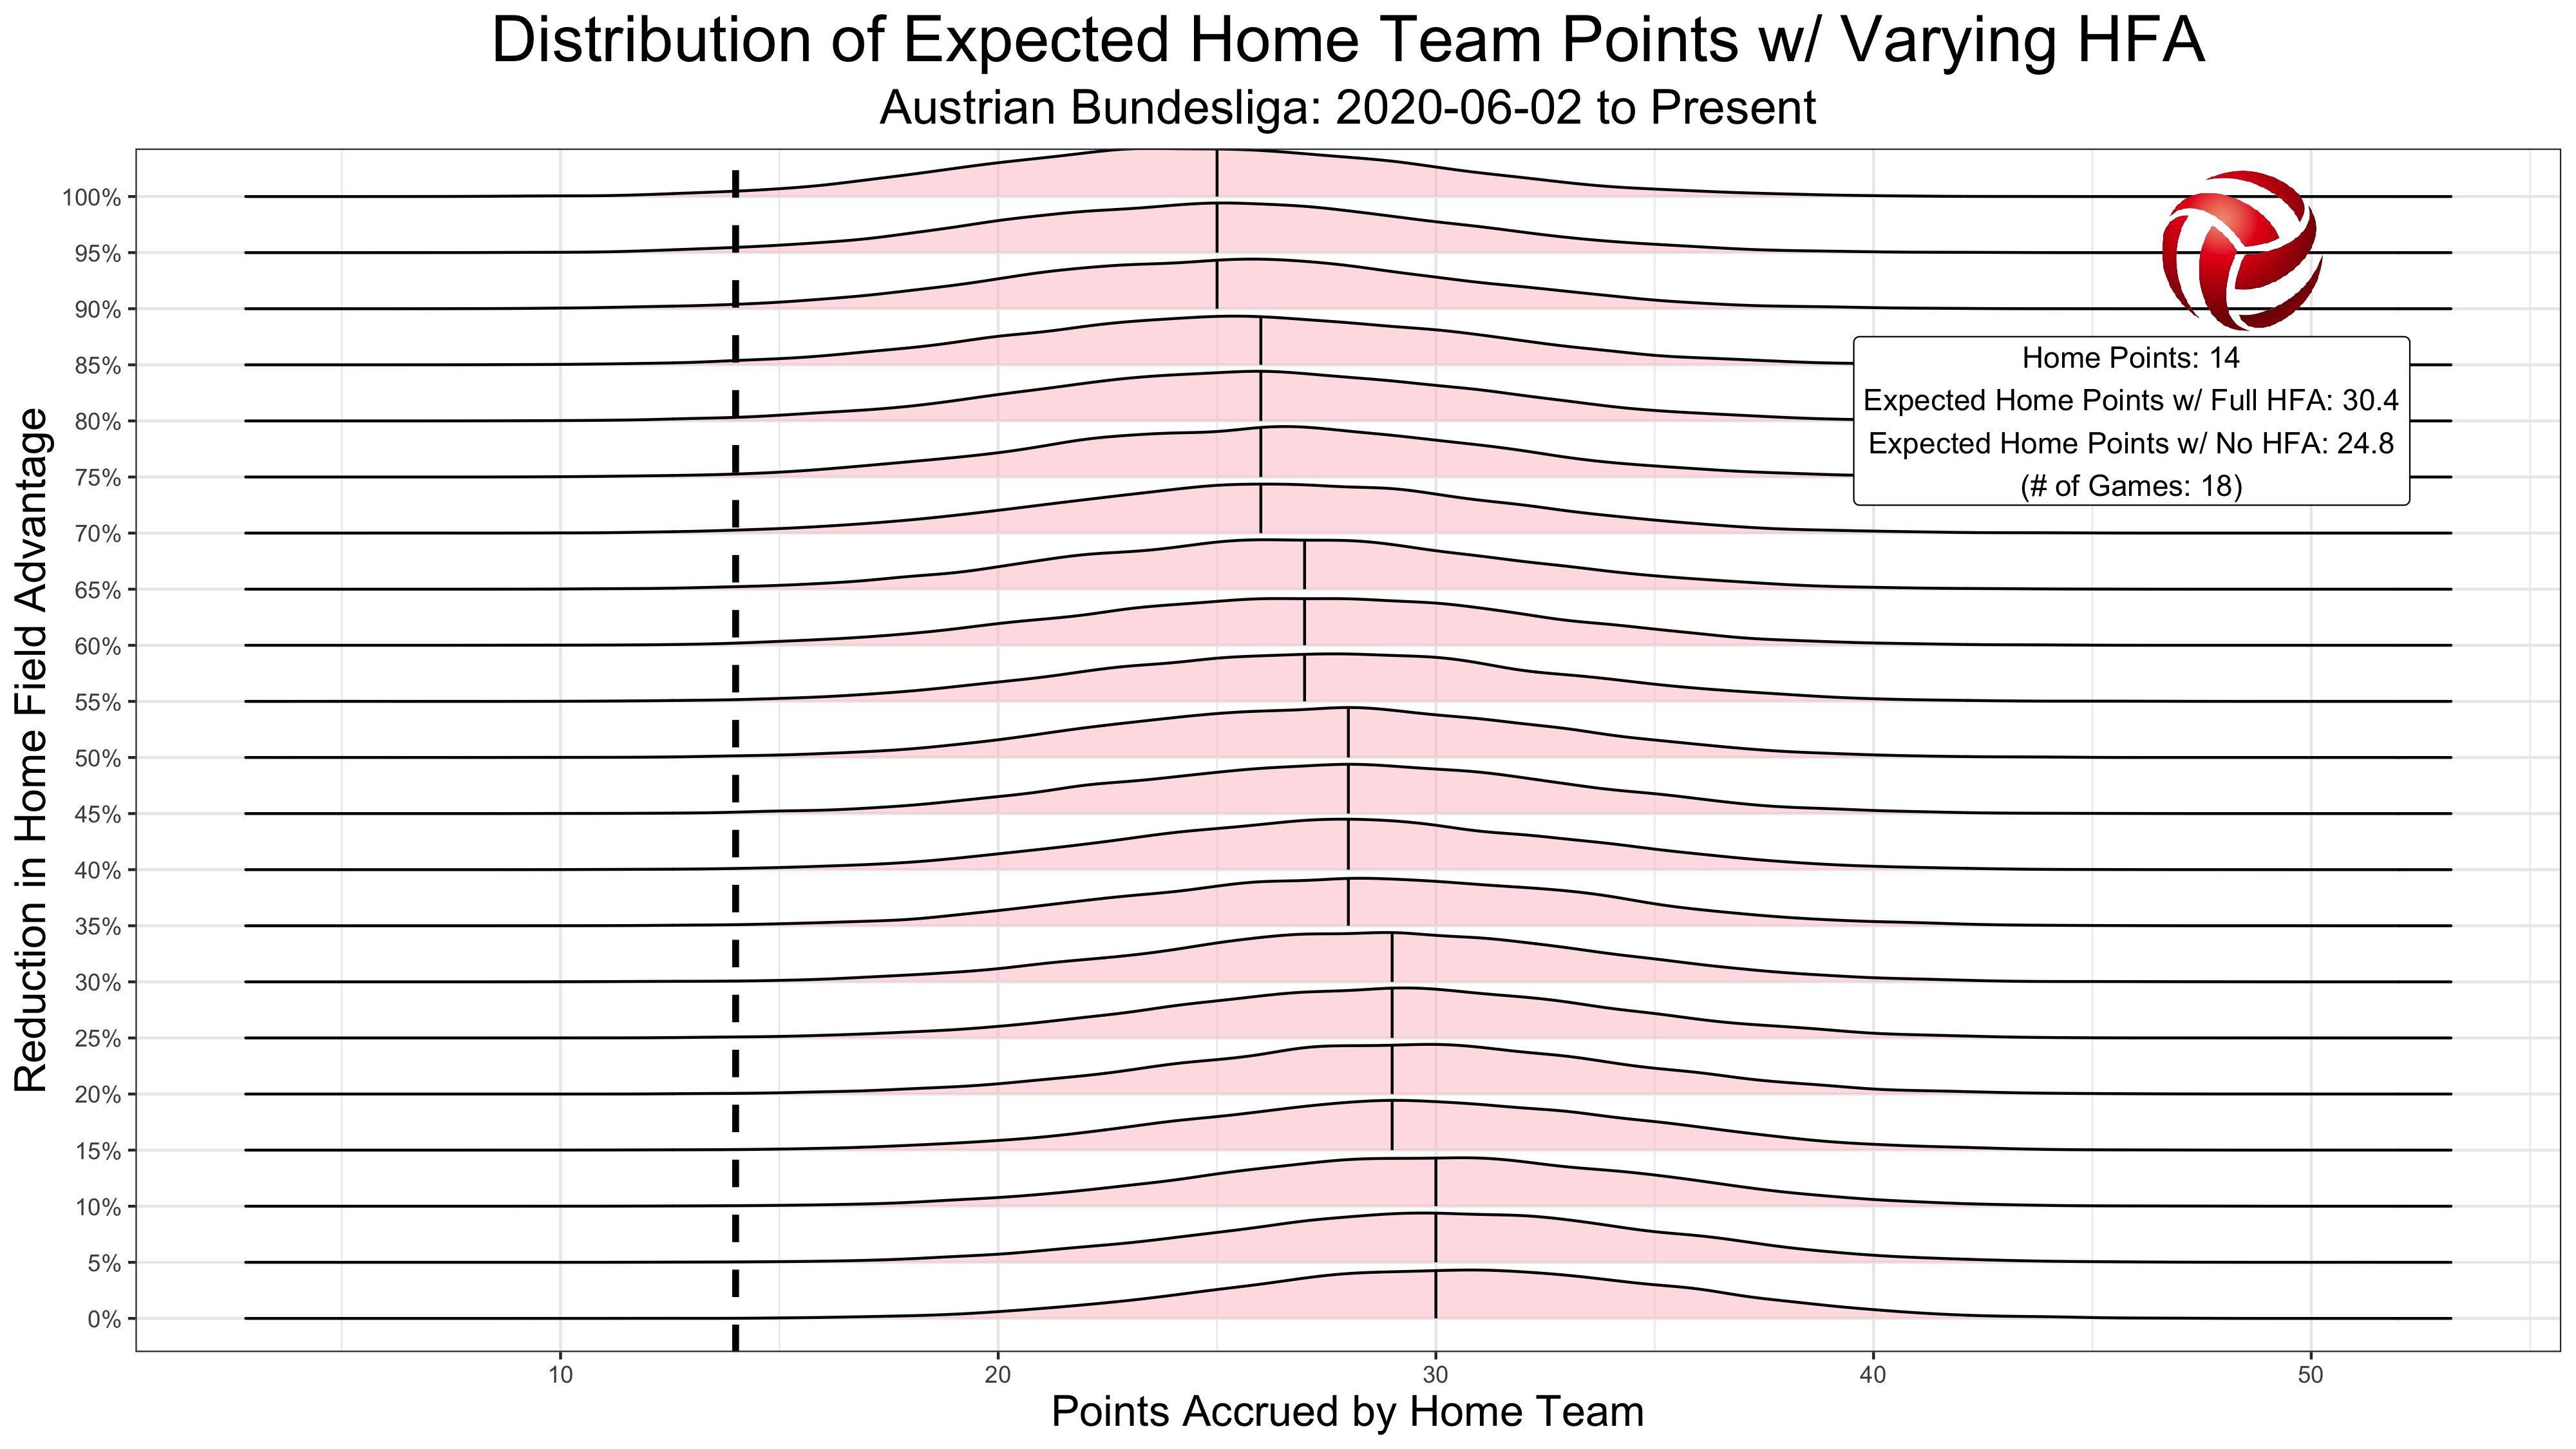 Distribution of Expected Home Team Points w/ Varying HFA
Austrian Bundesliga: 2020-06-02 to Present
Reduction in Home Field Advantage
100%
95%
90%
85%
80%
75%
70%
65%
60%
55%
50%
45%
40%
35%
30%
25%
20%
15%
10%
5%
0%
Home Points: 14
Expected Home Points w/ Full HFA: 30.4
Expected Home Points w/ No HFA: 24.8
(# of Games: 18)
10 20 30 40 50
Points Accrued by Home Team